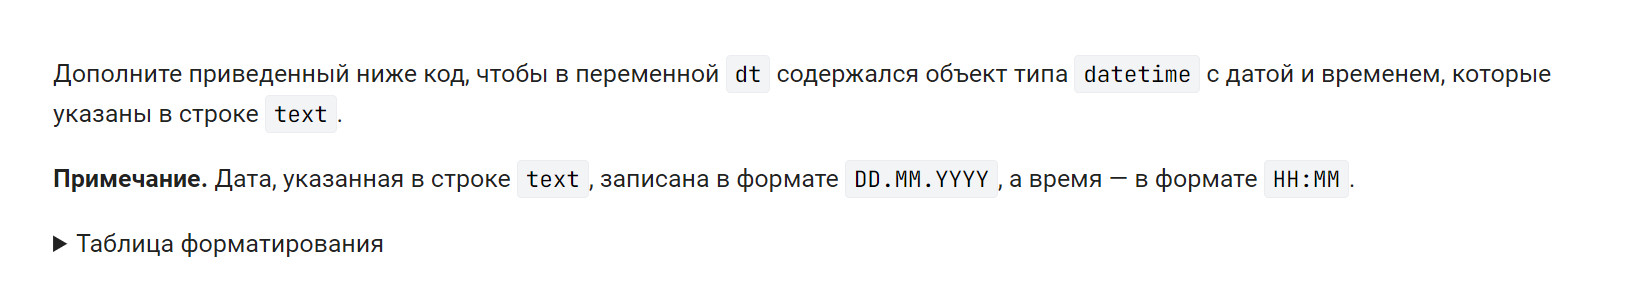 Дополните приведенный ниже код, чтобы в переменной dt содержался объект типа datetime с датой и временем, которые
указаны в строке text.
Примечание. Дата, указанная в строке text, записана в формате DD.MM.YYYY, а время — в формате HH:MM.
▶ Таблица форматирования